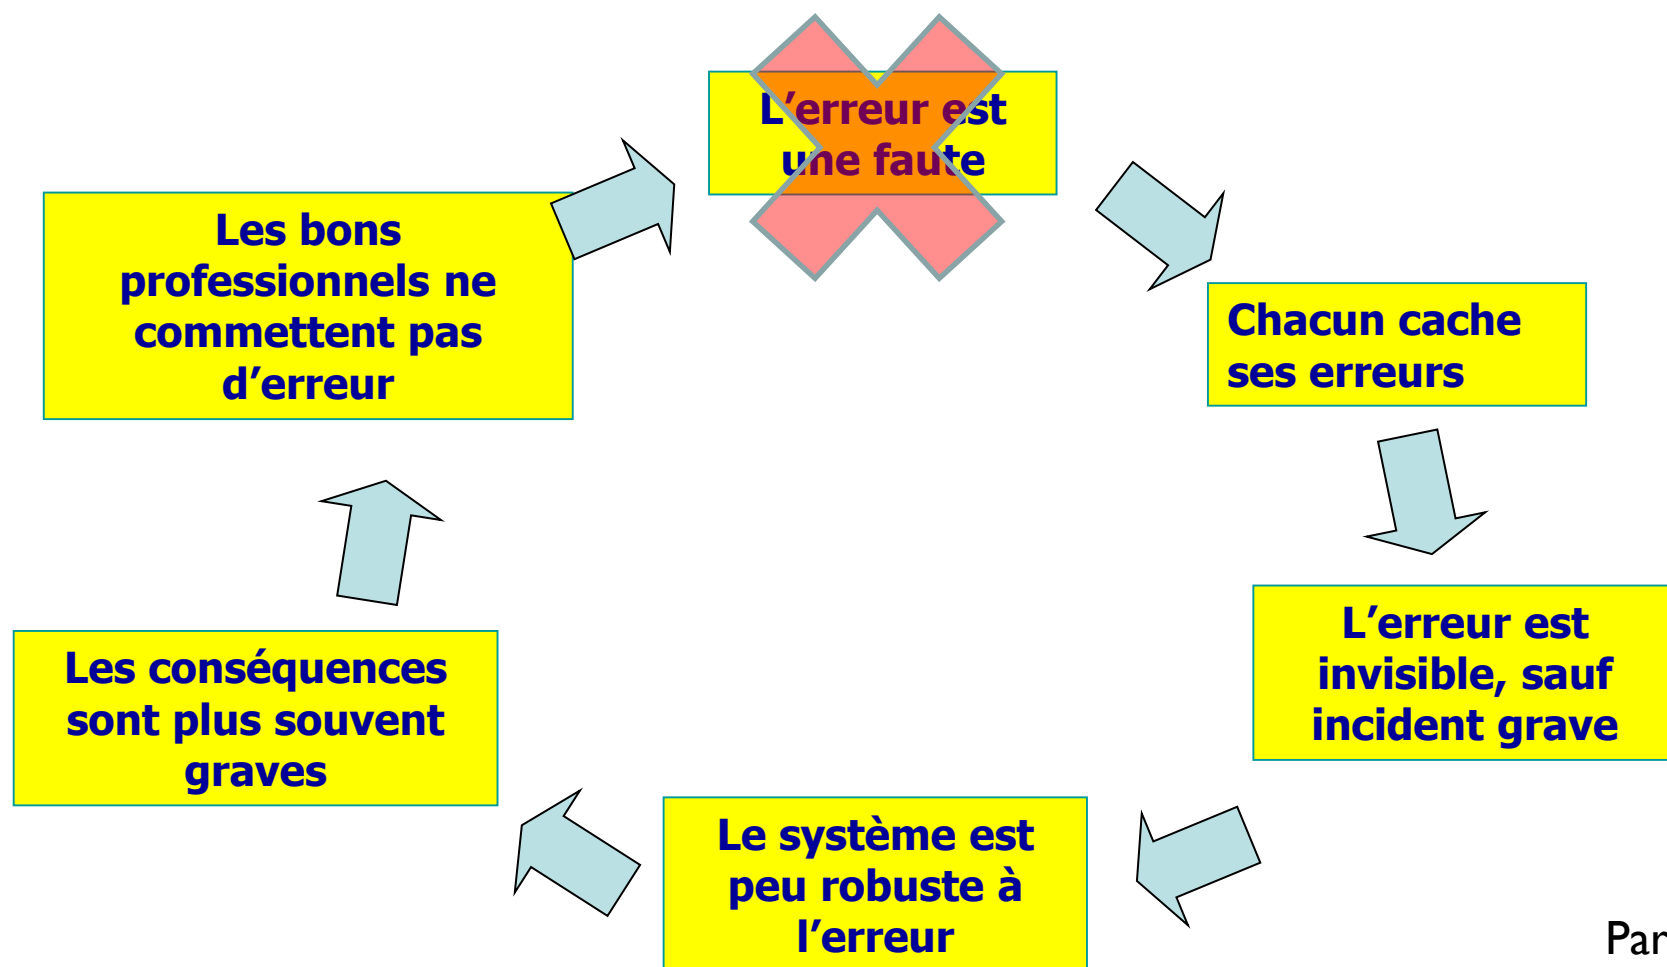 L’erreur est
une faute
Les bons
professionnels ne
commettent pas
d’erreur
Chacun cache
ses erreurs
L’erreur est
invisible, sauf
incident grave
Les conséquences
sont plus souvent
graves
Le système est
peu robuste à
l’erreur